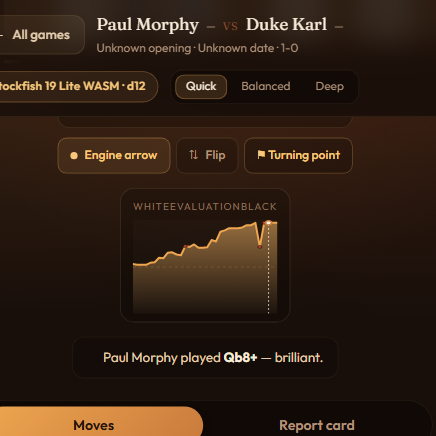 All games
Paul Morphy – VS Duke Karl –
Unknown opening · Unknown date · 1-0
tockfish 19 Lite WASM · d12
Quick
Balanced
Deep
Engine arrow
Flip
Turning point
WHITE EVALUATION BLACK
Paul Morphy played Qb8+ — brilliant.
Moves
Report card